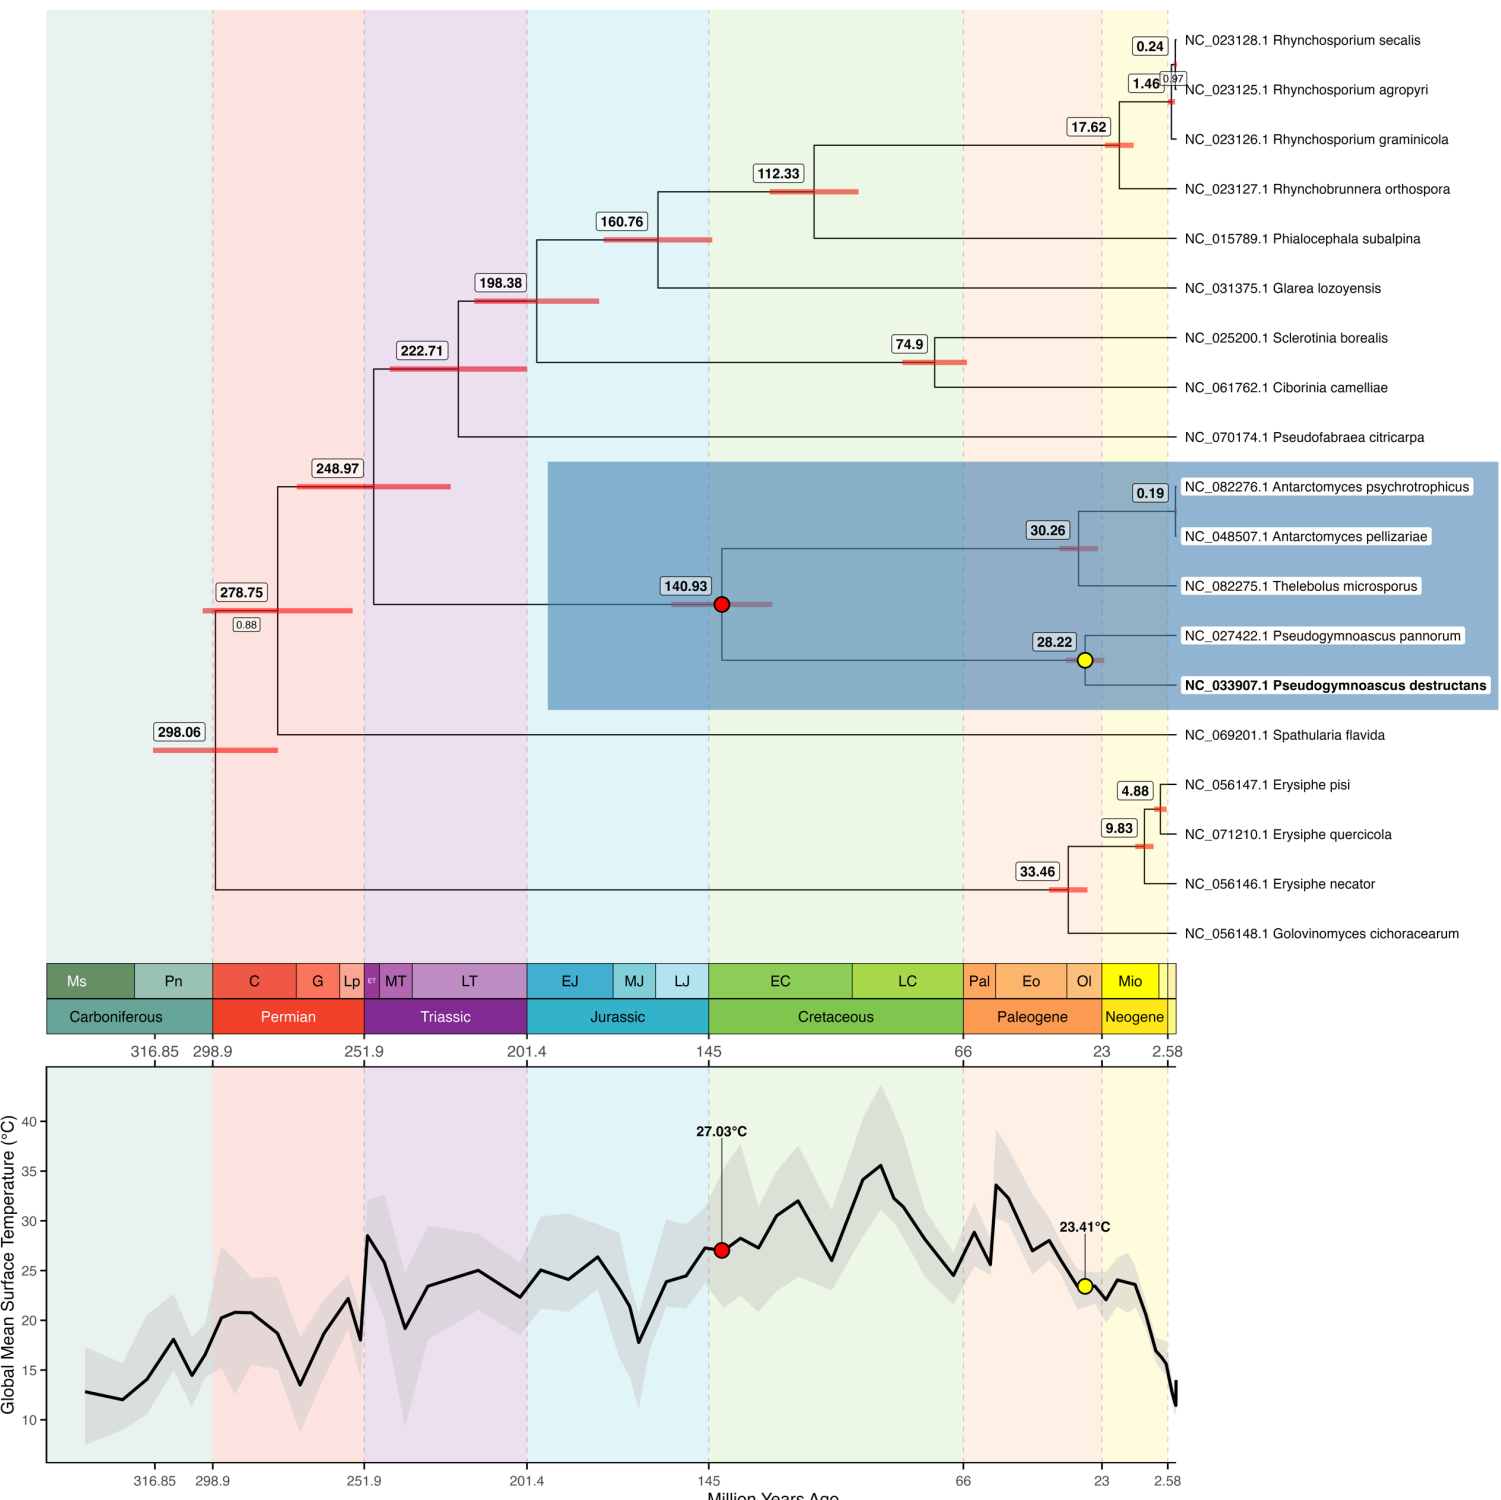 0.24
NC_023128.1 Rhynchosporium secalis
0.97
1.46
NC_023125.1 Rhynchosporium agropyri
17.62
NC_023126.1 Rhynchosporium graminicola
112.33
NC_023127.1 Rhynchobrunnera orthospora
160.76
NC_015789.1 Phialocephala subalpina
198.38
NC_031375.1 Glarea lozoyensis
74.9
NC_025200.1 Sclerotinia borealis
222.71
NC_061762.1 Ciborinia camelliae
NC_070174.1 Pseudofabraea citricarpa
248.97
0.19
NC_082276.1 Antarctomyces psychrotrophicus
30.26
NC_048507.1 Antarctomyces pellizariae
140.93
NC_082275.1 Thelebolus microsporus
278.75
0.88
28.22
NC_027422.1 Pseudogymnoascus pannorum
NC_033907.1 Pseudogymnoascus destructans
298.06
NC_069201.1 Spathularia flavida
4.88
NC_056147.1 Erysiphe pisi
9.83
NC_071210.1 Erysiphe quercicola
33.46
NC_056146.1 Erysiphe necator
NC_056148.1 Golovinomyces cichoracearum
Ms Pn C G Lp ET MT LT EJ MJ LJ EC LC Pal Eo Ol Mio
Carboniferous Permian Triassic Jurassic Cretaceous Paleogene Neogene
316.85 298.9 251.9 201.4 145 66 23 2.58
Global Mean Surface Temperature (°C)
40
35
30
25
20
15
10
27.03°C
23.41°C
316.85 298.9 251.9 201.4 145 66 23 2.58
Million Years Ago